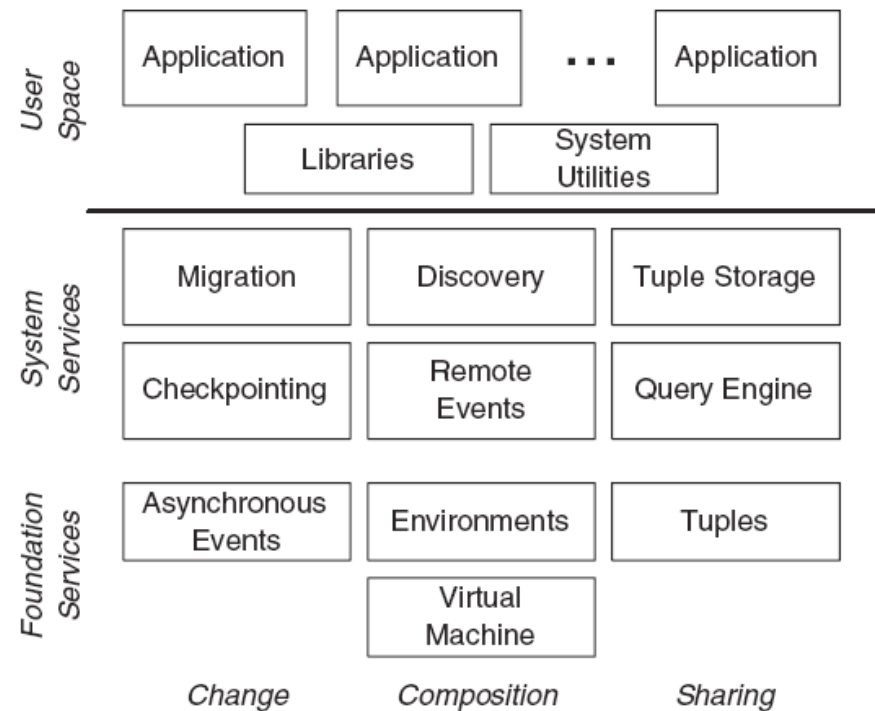 User
Space
Application
Application
...
Application
Libraries
System
Utilities
System
Services
Migration
Discovery
Tuple Storage
Checkpointing
Remote
Events
Query Engine
Foundation
Services
Asynchronous
Events
Environments
Tuples
Virtual
Machine
Change
Composition
Sharing